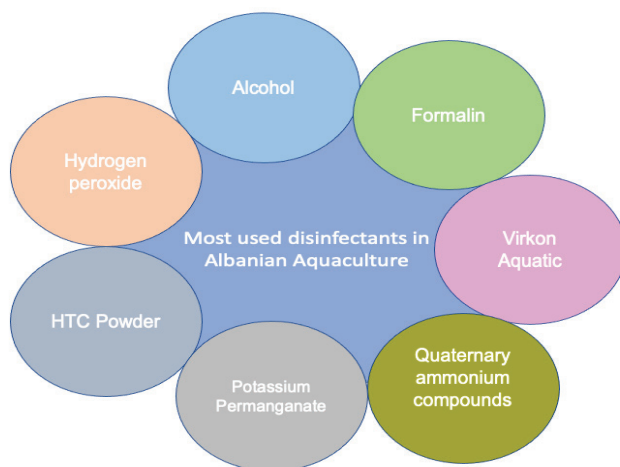 Alcohol
Formalin
Hydrogen
peroxide
Most used disinfectants in
Albanian Aquaculture
Virkon
Aquatic
HTC Powder
Quaternary
ammonium
compounds
Potassium
Permanganate